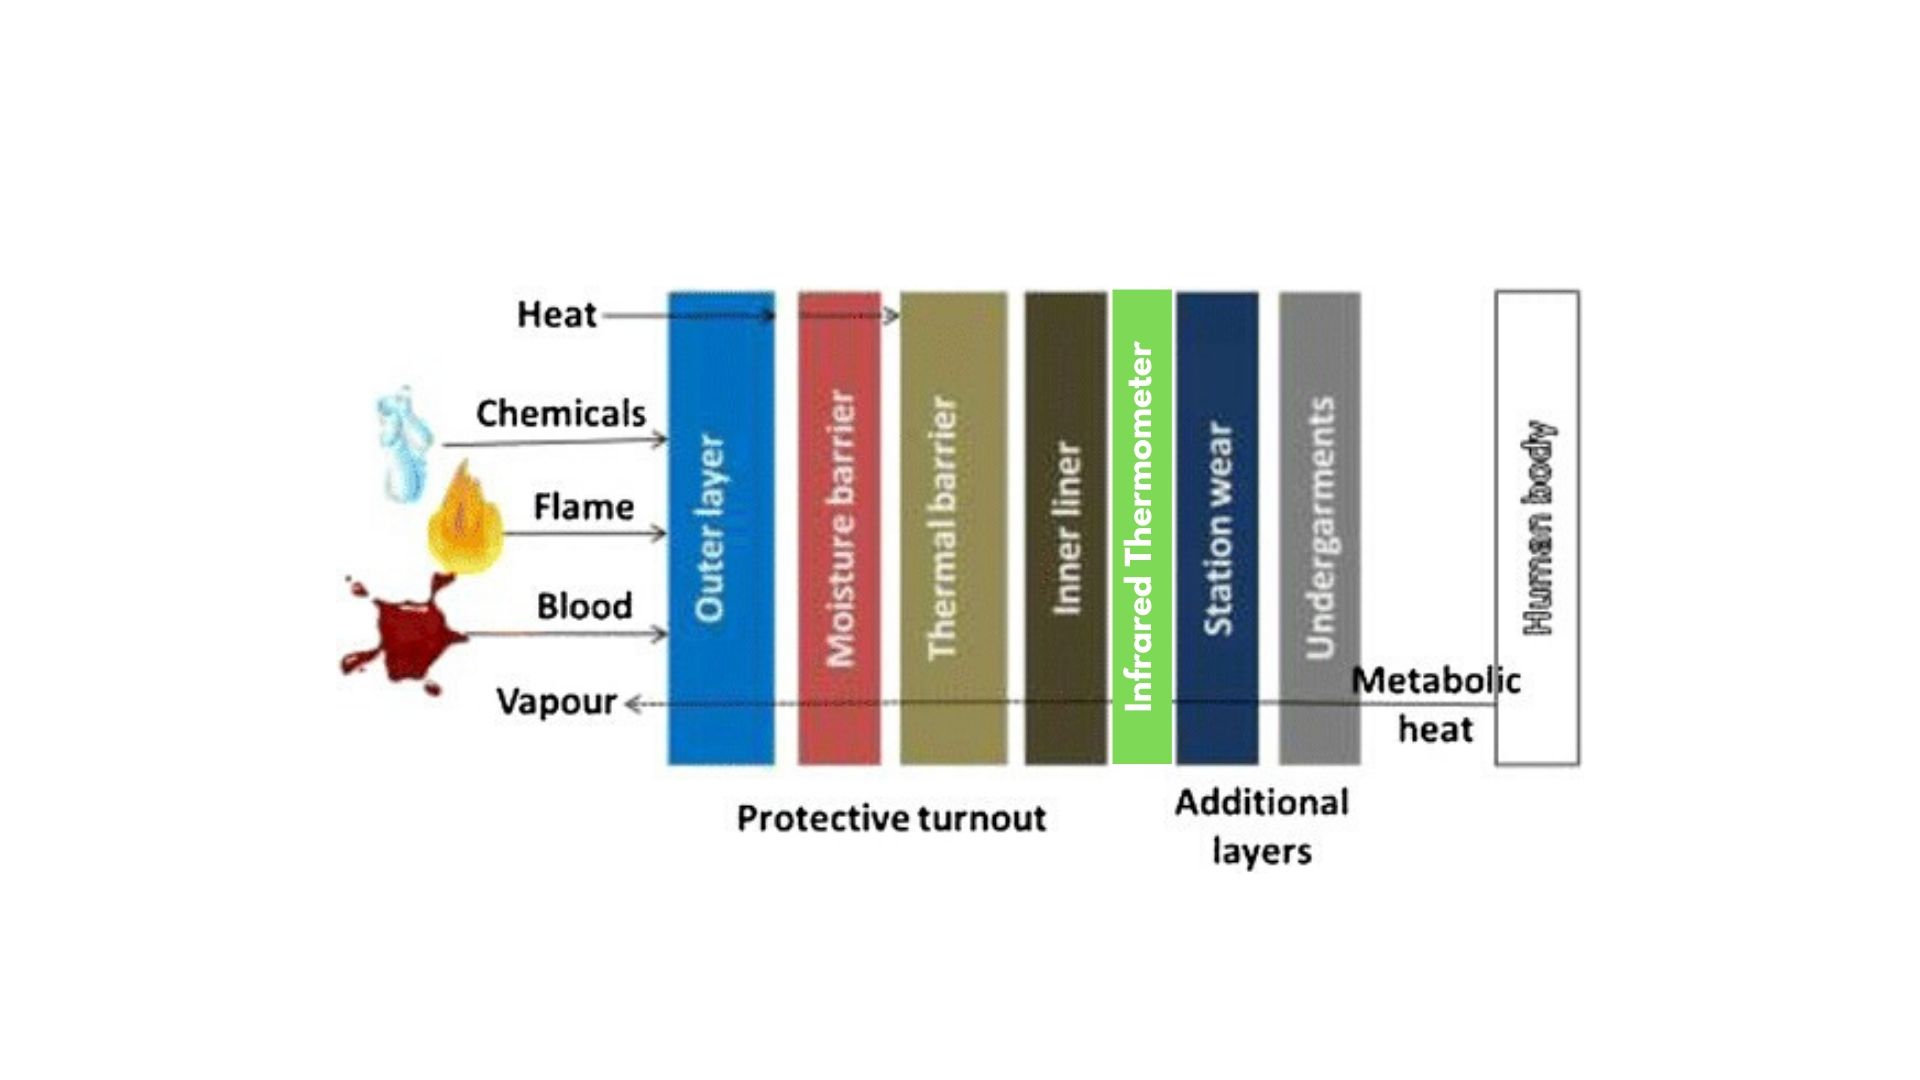 Heat
Chemicals
Flame
Blood
Vapour
Outer layer
Moisture barrier
Thermal barrier
Inner liner
Infrared Thermometer
Station wear
Undergarments
Human body
Metabolic
heat
Protective turnout
Additional
layers